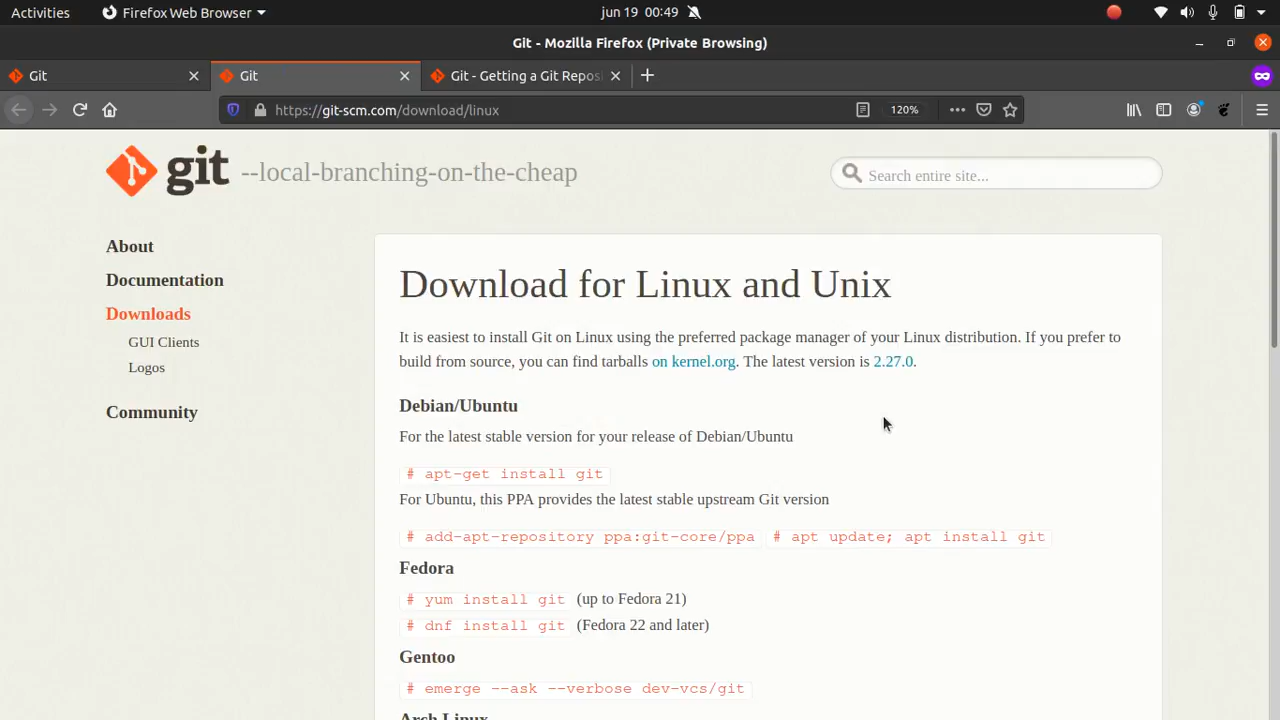 Activities
Firefox Web Browser
jun 19 00:49
Git - Mozilla Firefox (Private Browsing)
Git
Git
Git - Getting a Git Repos
https://git-scm.com/download/linux
120%
git --local-branching-on-the-cheap
Search entire site...
About
Documentation
Downloads
GUI Clients
Logos
Community
Download for Linux and Unix
It is easiest to install Git on Linux using the preferred package manager of your Linux distribution. If you prefer to
build from source, you can find tarballs on kernel.org. The latest version is 2.27.0.
Debian/Ubuntu
For the latest stable version for your release of Debian/Ubuntu
# apt-get install git
For Ubuntu, this PPA provides the latest stable upstream Git version
# add-apt-repository ppa:git-core/ppa # apt update; apt install git
Fedora
# yum install git (up to Fedora 21)
# dnf install git (Fedora 22 and later)
Gentoo
# emerge --ask --verbose dev-vcs/git
Arch Linux